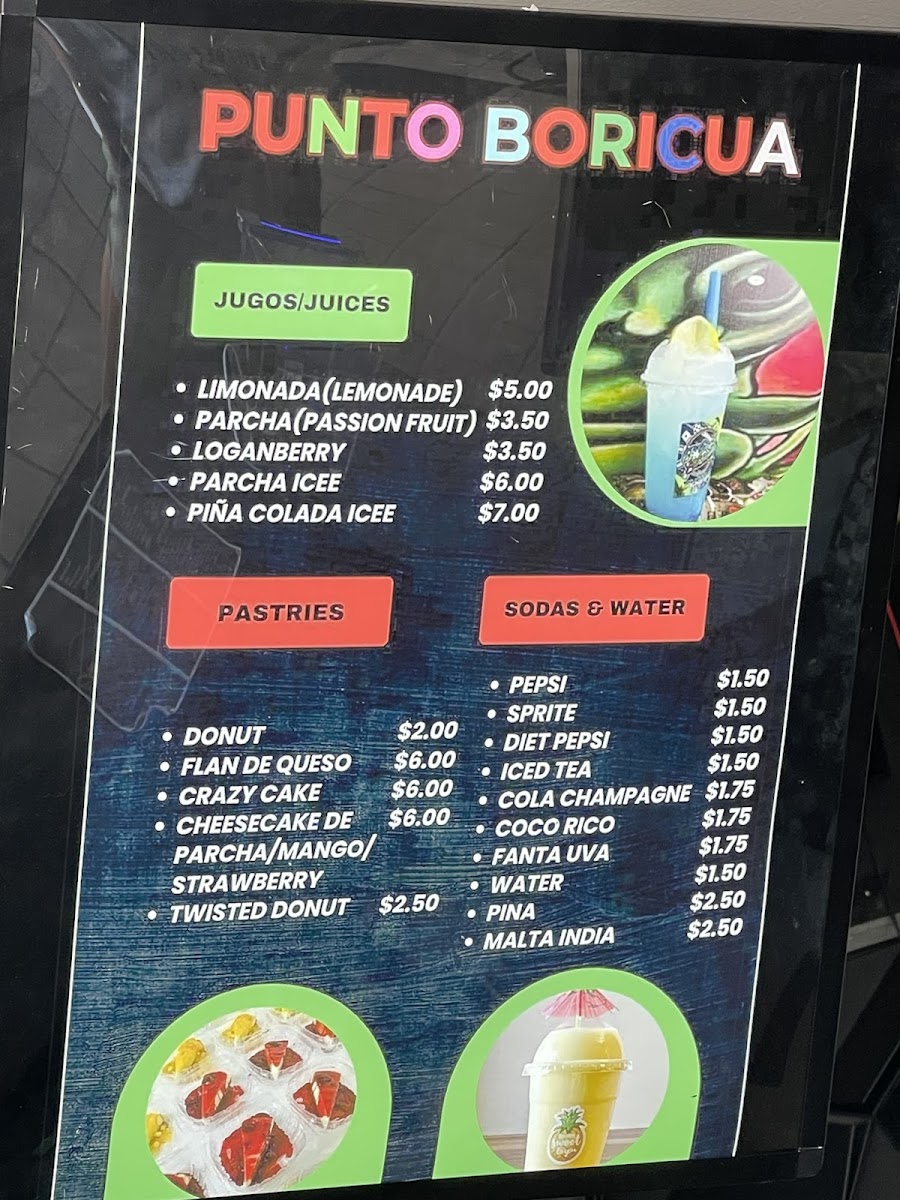 PUNTO BORICUA
JUGOS/JUICES
• LIMONADA(LEMONADE) $5.00
• PARCHA(PASSION FRUIT) $3.50
• LOGANBERRY $3.50
• PARCHA ICEE $6.00
• PIÑA COLADA ICEE $7.00
PASTRIES
• DONUT $2.00
• FLAN DE QUESO $6.00
• CRAZY CAKE $6.00
• CHEESECAKE DE $6.00
PARCHA/MANGO/
STRAWBERRY
• TWISTED DONUT $2.50
SODAS & WATER
• PEPSI $1.50
• SPRITE $1.50
• DIET PEPSI $1.50
• ICED TEA $1.50
• COLA CHAMPAGNE $1.75
• COCO RICO $1.75
• FANTA UVA $1.75
• WATER $1.50
• PINA $2.50
• MALTA INDIA $2.50
sweet